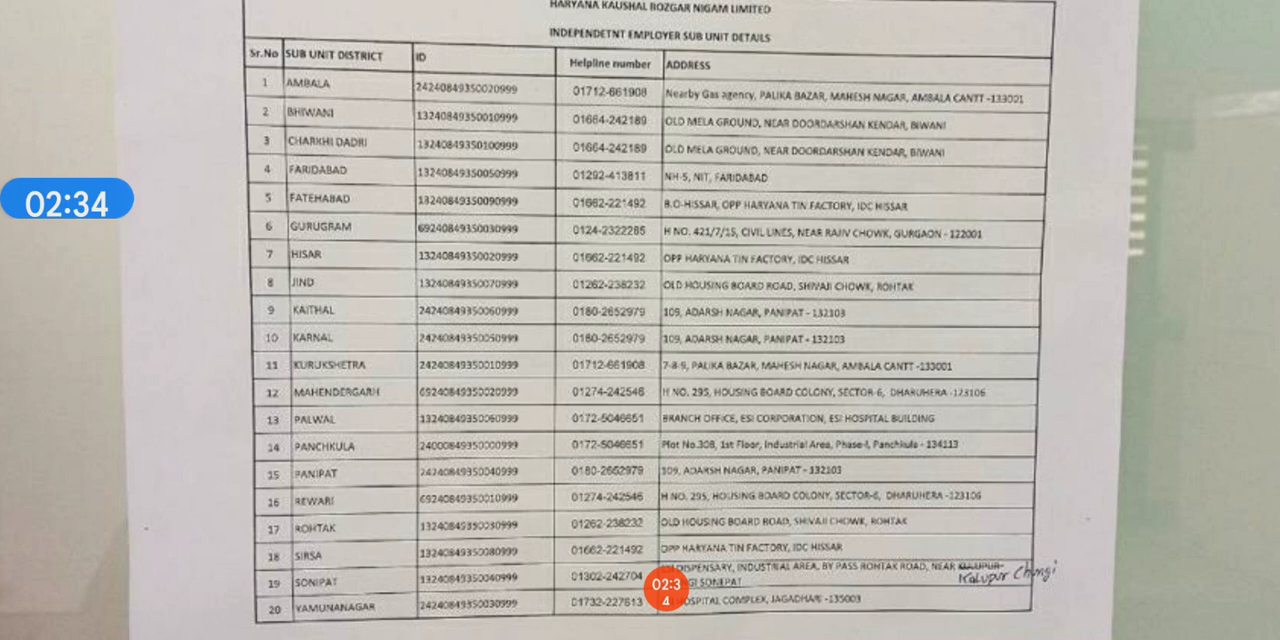 HARYANA KAUSHAL ROZGAR NIGAM LIMITED
INDEPENDETNT EMPLOYER SUB UNIT DETAILS
Sr.No SUB UNIT DISTRICT ID Helpline number ADDRESS
1 AMBALA 24240849350020999 01712-661908 Nearby Gas agency, PALIKA BAZAR, MAHESH NAGAR, AMBALA CANTT -133001
2 BHIWANI 13240849350010999 01664-242189 OLD MELA GROUND, NEAR DOORDARSHAN KENDAR, BIWANI
3 CHARKHI DADRI 13240849350100999 01664-242189 OLD MELA GROUND, NEAR DOORDARSHAN KENDAR, BIWANI
4 FARIDABAD 13240849350050999 01292-413811 NH-5, NIT, FARIDABAD
5 FATEHABAD 13240849350090999 01662-221492 B.O-HISSAR, OPP HARYANA TIN FACTORY, IDC HISSAR
6 GURUGRAM 69240849350030999 0124-2322285 H NO. 421/7/15, CIVIL LINES, NEAR RAJIV CHOWK, GURGAON - 122001
7 HISAR 13240849350020999 01662-221492 OPP HARYANA TIN FACTORY, IDC HISSAR
8 JIND 13240849350070999 01262-238232 OLD HOUSING BOARD ROAD, SHIVAJI CHOWK, ROHTAK
9 KAITHAL 24240849350060999 0180-2652979 109, ADARSH NAGAR, PANIPAT - 132103
10 KARNAL 24240849350050999 0180-2652979 109, ADARSH NAGAR, PANIPAT - 132103
11 KURUKSHETRA 24240849350010999 01712-661908 7-8-9, PALIKA BAZAR, MAHESH NAGAR, AMBALA CANTT -133001
12 MAHENDERGARH 69240849350020999 01274-242546 H NO. 295, HOUSING BOARD COLONY, SECTOR-6, DHARUHERA -123106
13 PALWAL 13240849350060999 0172-5046651 BRANCH OFFICE, ESI CORPORATION, ESI HOSPITAL BUILDING
14 PANCHKULA 24000849350000999 0172-5046651 Plot No.308, 1st Floor, Industrial Area, Phase-I, Panchkula - 134113
15 PANIPAT 24240849350040999 0180-2652979 109, ADARSH NAGAR, PANIPAT - 132103
16 REWARI 69240849350010999 01274-242546 H NO. 295, HOUSING BOARD COLONY, SECTOR-6, DHARUHERA -123106
17 ROHTAK 13240849350030999 01262-238232 OLD HOUSING BOARD ROAD, SHIVAJI CHOWK, ROHTAK
18 SIRSA 13240849350080999 01662-221492 OPP HARYANA TIN FACTORY, IDC HISSAR
19 SONIPAT 13240849350040999 01302-242704 DISPENSARY, INDUSTRIAL AREA, BY PASS ROHTAK ROAD, NEAR KALUPUR
Kalupur Chungi
SONEPAT
20 YAMUNANAGAR 24240849350030999 01732-227613 HOSPITAL COMPLEX, JAGADHARI -135003
02:34
02:3
4